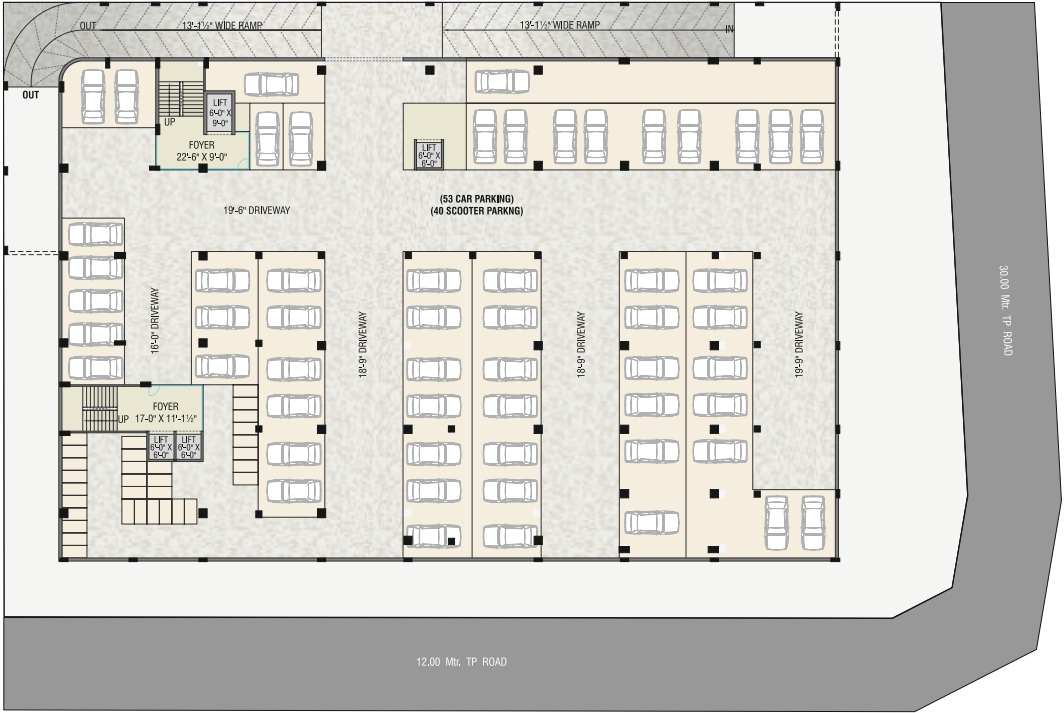 OUT
13'-1½" WIDE RAMP
13'-1½" WIDE RAMP
IN
OUT
LIFT
6'-0" X
9'-0"
UP
FOYER
22'-6" X 9'-0"
LIFT
6'-0" X
6'-0"
(53 CAR PARKING)
(40 SCOOTER PARKNG)
19'-6" DRIVEWAY
16'-0" DRIVEWAY
18'-9" DRIVEWAY
18'-9" DRIVEWAY
19'-9" DRIVEWAY
30.00 Mtr. TP ROAD
FOYER
UP 17'-0" X 11'-1½"
LIFT
6'-0" X
6'-0"
LIFT
6'-0" X
6'-0"
12.00 Mtr. TP ROAD